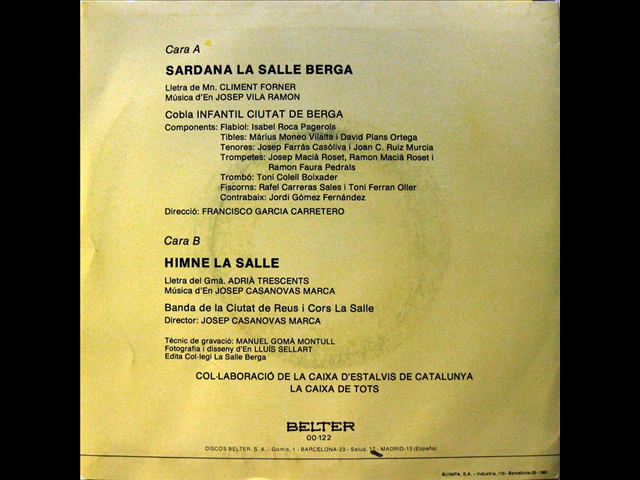 Cara A
SARDANA LA SALLE BERGA
Lletra de Mn. CLIMENT FORNER
Música d'En JOSEP VILA RAMON
Cobla INFANTIL CIUTAT DE BERGA
Components: Flabiol: Isabel Roca Pagerols
Tibles: Màrius Moneo Vilalta i David Plans Ortega
Tenores: Josep Farràs Casòliva i Joan C. Ruiz Murcia
Trompetes: Josep Macià Roset, Ramon Macià Roset i
Ramon Faura Pedrals
Trombó: Toni Colell Boixader
Fiscorns: Rafel Carreras Sales i Toni Ferran Oller
Contrabaix: Jordi Gómez Fernández
Direcció: FRANCISCO GARCIA CARRETERO
Cara B
HIMNE LA SALLE
Lletra del Gmà. ADRIÀ TRESCENTS
Música d'En JOSEP CASANOVAS MARCA
Banda de la Ciutat de Reus i Cors La Salle
Director: JOSEP CASANOVAS MARCA
Tècnic de gravació: MANUEL GOMÀ MONTULL
Fotografia i disseny d'En LLUÍS SELLART
Edita Col·legi La Salle Berga
COL·LABORACIÓ DE LA CAIXA D'ESTALVIS DE CATALUNYA
LA CAIXA DE TOTS
BELTER
00-122
DISCOS BELTER, S. A. - Gomis, 1 - BARCELONA-23 - Salud, - MADRID-13 (España)
S.A. - Industria, - Barcelona-25 - 1981